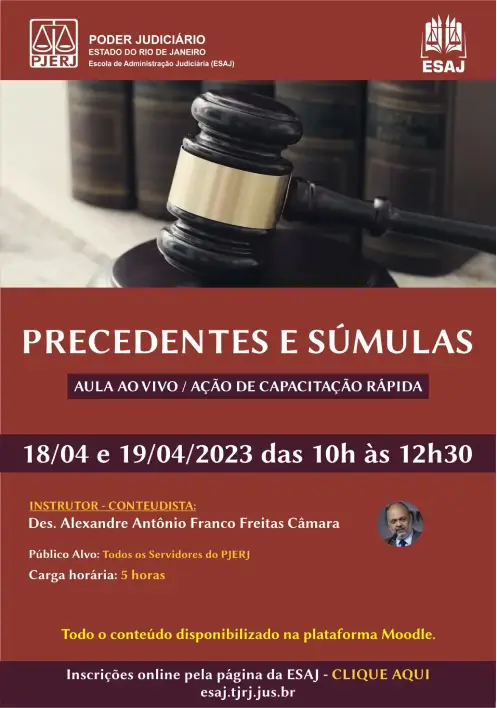 PJERJ
PODER JUDICIÁRIO
ESTADO DO RIO DE JANEIRO
Escola de Administração Judiciária (ESAJ)
ESAJ
PRECEDENTES E SÚMULAS
AULA AO VIVO / AÇÃO DE CAPACITAÇÃO RÁPIDA
18/04 e 19/04/2023 das 10h às 12h30
INSTRUTOR - CONTEUDISTA:
Des. Alexandre Antônio Franco Freitas Câmara
Público Alvo: Todos os Servidores do PJERJ
Carga horária: 5 horas
Todo o conteúdo disponibilizado na plataforma Moodle.
Inscrições online pela página da ESAJ - CLIQUE AQUI
esaj.tjrj.jus.br